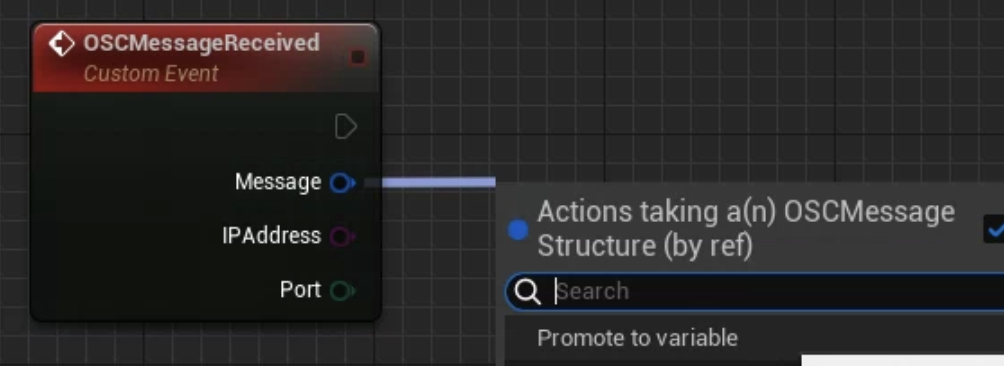 OSCMessageReceived
Custom Event
Message
IPAddress
Port
Actions taking a(n) OSCMessage
Structure (by ref)
Search
Promote to variable